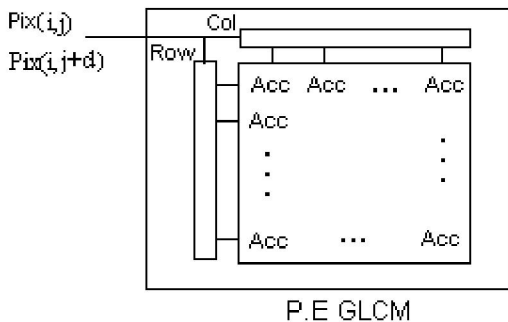 Pix(i,j)
Col
Pix(i,j+d)
Row
Acc Acc ... Acc
Acc
Acc ... Acc
P.E GLCM